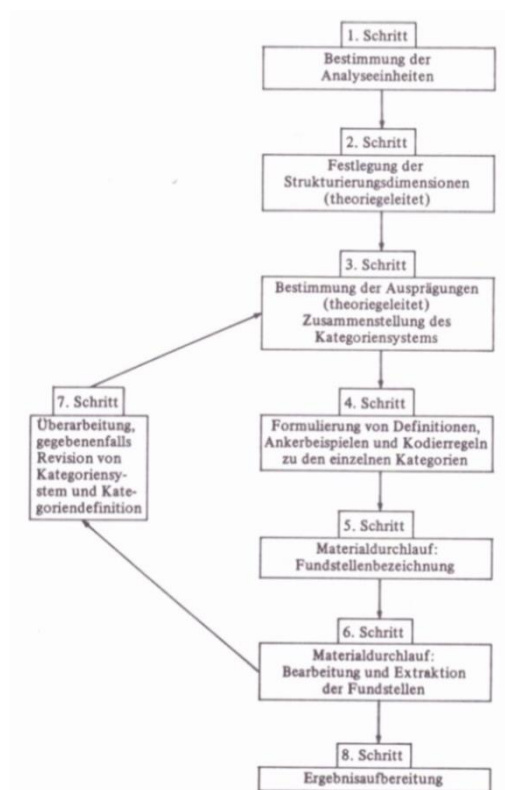 1. Schritt
Bestimmung der
Analyseeinheiten
2. Schritt
Festlegung der
Strukturierungsdimensionen
(theoriegeleitet)
3. Schritt
Bestimmung der Ausprägungen
(theoriegeleitet)
Zusammenstellung des
Kategoriensystems
4. Schritt
Formulierung von Definitionen,
Ankerbeispielen und Kodierregeln
zu den einzelnen Kategorien
5. Schritt
Materialdurchlauf:
Fundstellenbezeichnung
6. Schritt
Materialdurchlauf:
Bearbeitung und Extraktion
der Fundstellen
7. Schritt
Überarbeitung,
gegebenenfalls
Revision von
Kategoriensy-
stem und Kate-
goriendefinition
8. Schritt
Ergebnisaufbereitung